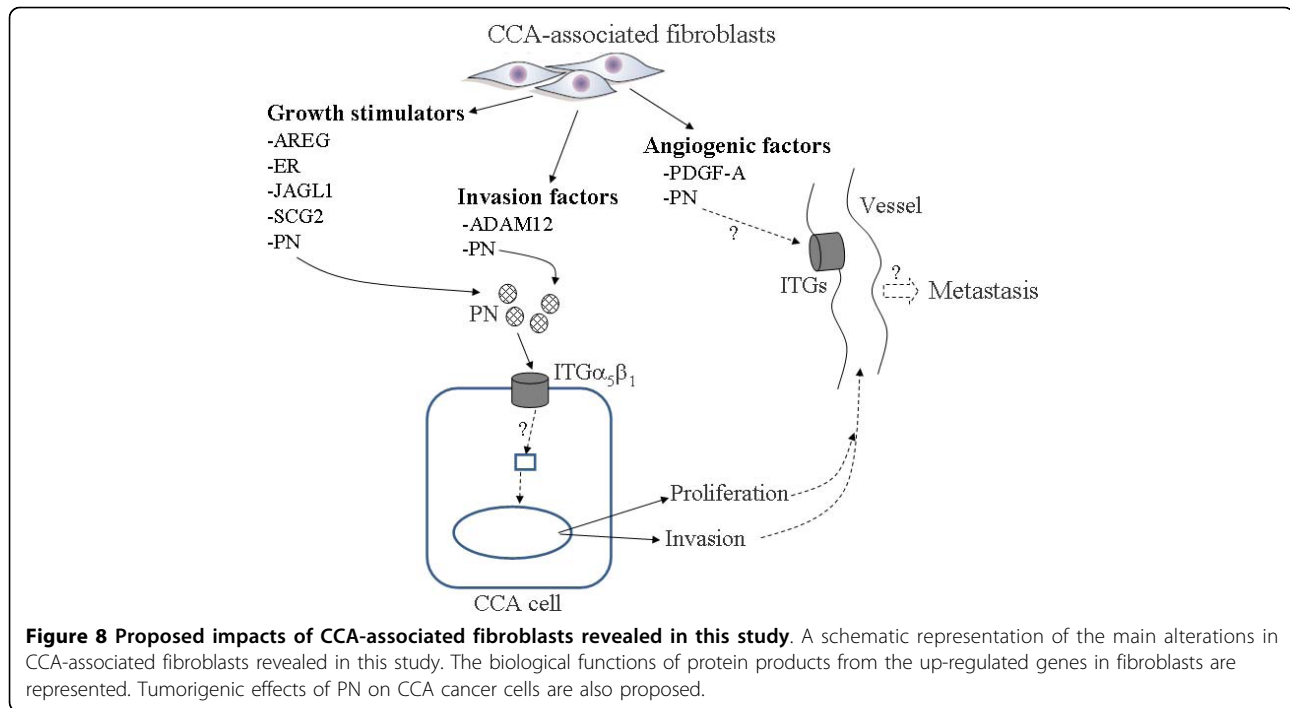 CCA-associated fibroblasts
Growth stimulators
-AREG
-ER
-JAGL1
-SCG2
-PN
Invasion factors
-ADAM12
-PN
Angiogenic factors
-PDGF-A
-PN
?
Vessel
ITGs
?
Metastasis
PN
ITGα₅β₁
?
Proliferation
Invasion
CCA cell
Figure 8 Proposed impacts of CCA-associated fibroblasts revealed in this study. A schematic representation of the main alterations in
CCA-associated fibroblasts revealed in this study. The biological functions of protein products from the up-regulated genes in fibroblasts are
represented. Tumorigenic effects of PN on CCA cancer cells are also proposed.